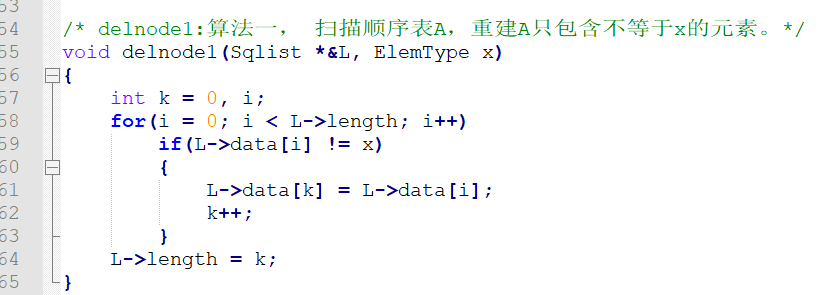 53
54 /* delnode1:算法一， 扫描顺序表A，重建A只包含不等于x的元素。*/
55 void delnode1(Sqlist *&L, ElemType x)
56 {
57 int k = 0, i;
58 for(i = 0; i < L->length; i++)
59 if(L->data[i] != x)
60 {
61 L->data[k] = L->data[i];
62 k++;
63 }
64 L->length = k;
65 }